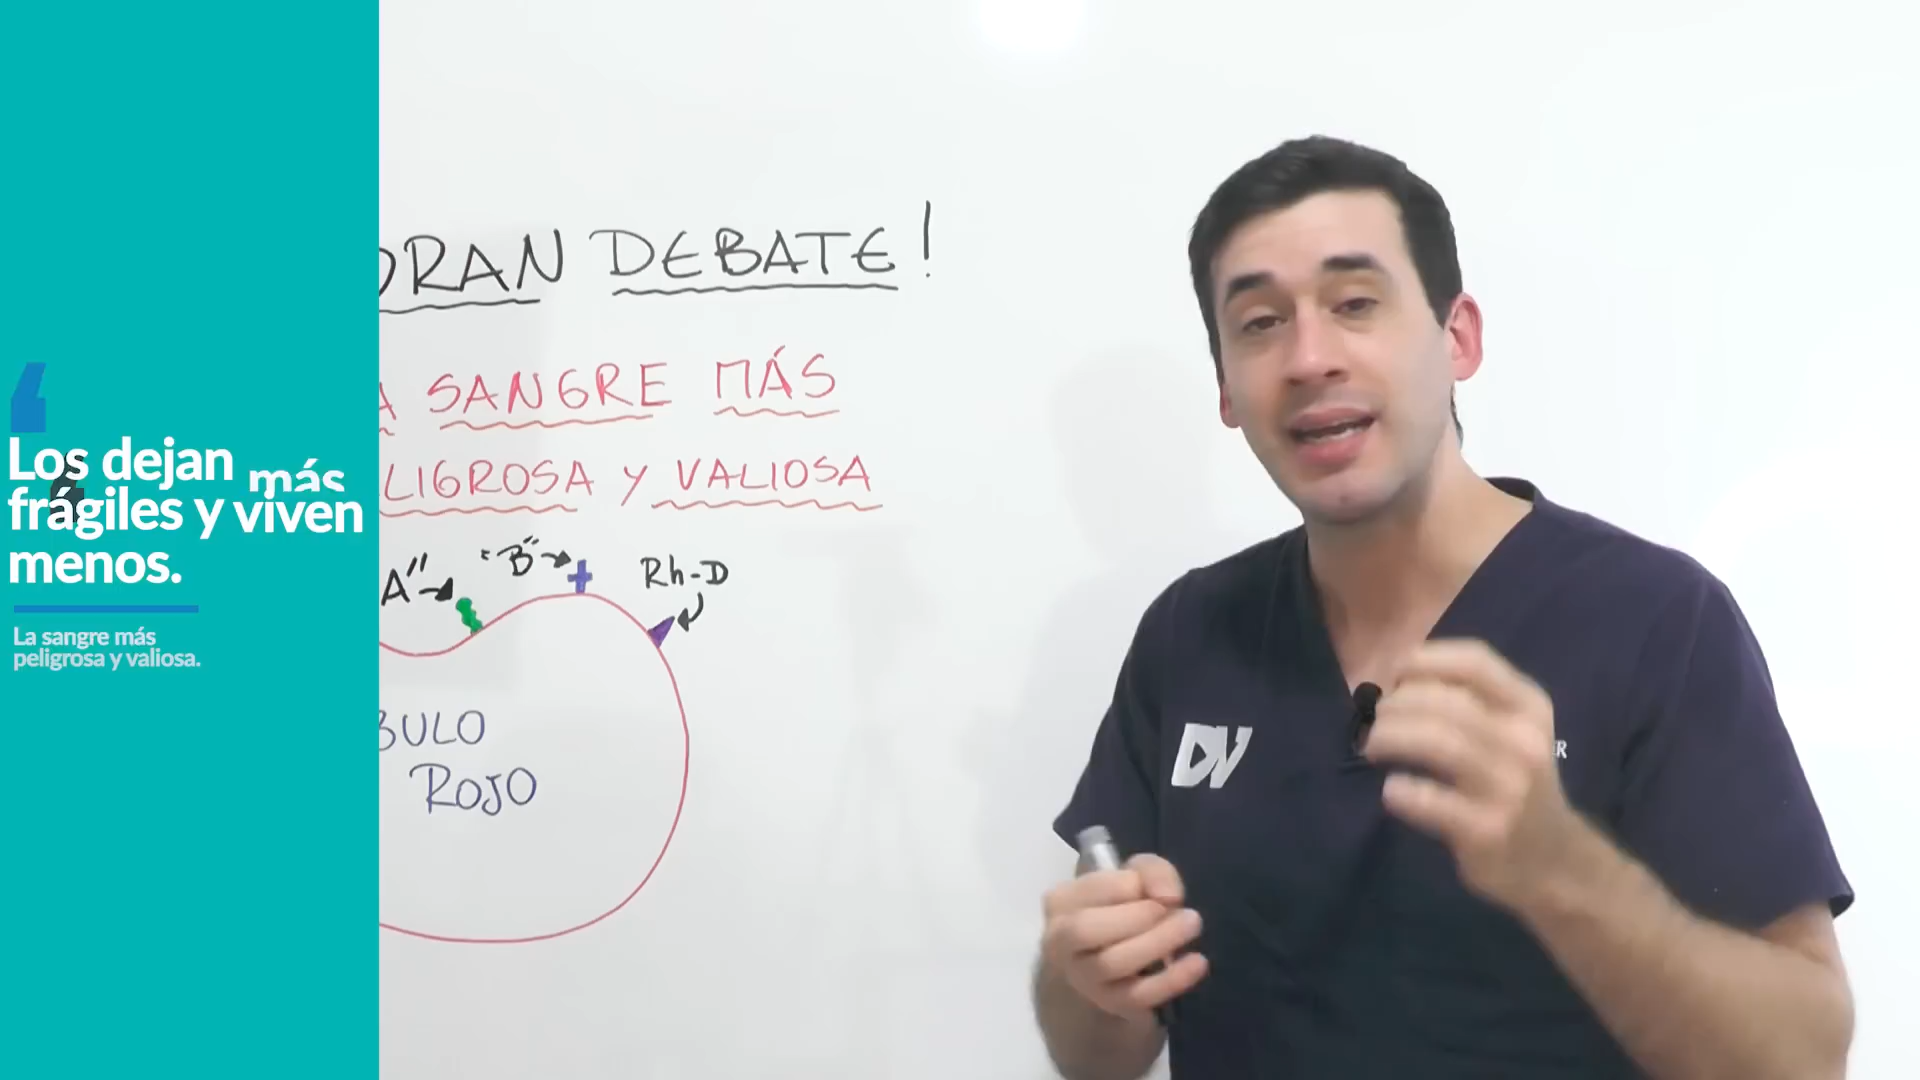 Los dejan más
frágiles y viven
menos.
La sangre más
peligrosa y valiosa.
RAN DEBATE!
A SANGRE MÁS
LIGROSA Y VALIOSA
"A" "B" Rh-D
BULO
ROJO
DN
R